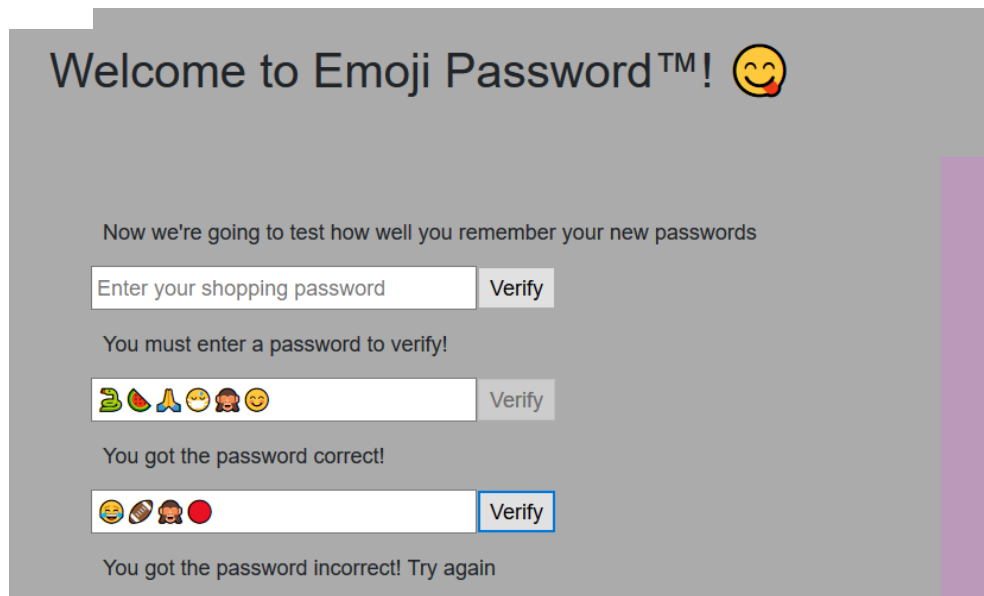 Welcome to Emoji Password™! 😋
Now we're going to test how well you remember your new passwords
Enter your shopping password Verify
You must enter a password to verify!
🐍🍉🙏😷🙈😊 Verify
You got the password correct!
😂🏈🙈🔴 Verify
You got the password incorrect! Try again